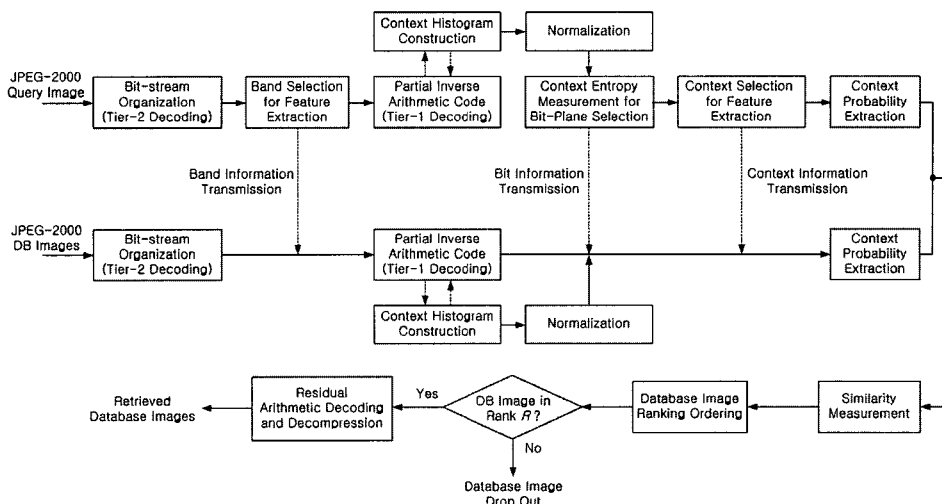 Context Histogram
Construction
Normalization
JPEG-2000
Query Image
Bit-stream
Organization
(Tier-2 Decoding)
Band Selection
for Feature
Extraction
Partial Inverse
Arithmetic Code
(Tier-1 Decoding)
Context Entropy
Measurement for
Bit-Plane Selection
Context Selection
for Feature
Extraction
Context
Probability
Extraction
Band Information
Transmission
Bit Information
Transmission
Context Information
Transmission
JPEG-2000
DB Images
Bit-stream
Organization
(Tier-2 Decoding)
Partial Inverse
Arithmetic Code
(Tier-1 Decoding)
Context
Probability
Extraction
Context Histogram
Construction
Normalization
Retrieved
Database Images
Residual
Arithmetic Decoding
and Decompression
Yes
DB Image in
Rank R?
Database Image
Ranking Ordering
Similarity
Measurement
No
Database Image
Drop Out